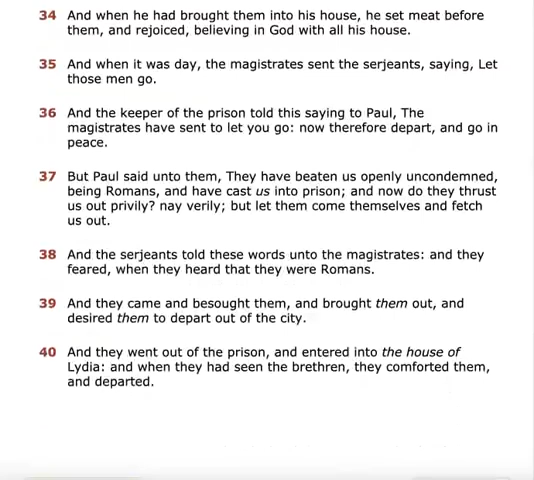 34 And when he had brought them into his house, he set meat before
them, and rejoiced, believing in God with all his house.
35 And when it was day, the magistrates sent the serjeants, saying, Let
those men go.
36 And the keeper of the prison told this saying to Paul, The
magistrates have sent to let you go: now therefore depart, and go in
peace.
37 But Paul said unto them, They have beaten us openly uncondemned,
being Romans, and have cast us into prison; and now do they thrust
us out privily? nay verily; but let them come themselves and fetch
us out.
38 And the serjeants told these words unto the magistrates: and they
feared, when they heard that they were Romans.
39 And they came and besought them, and brought them out, and
desired them to depart out of the city.
40 And they went out of the prison, and entered into the house of
Lydia: and when they had seen the brethren, they comforted them,
and departed.